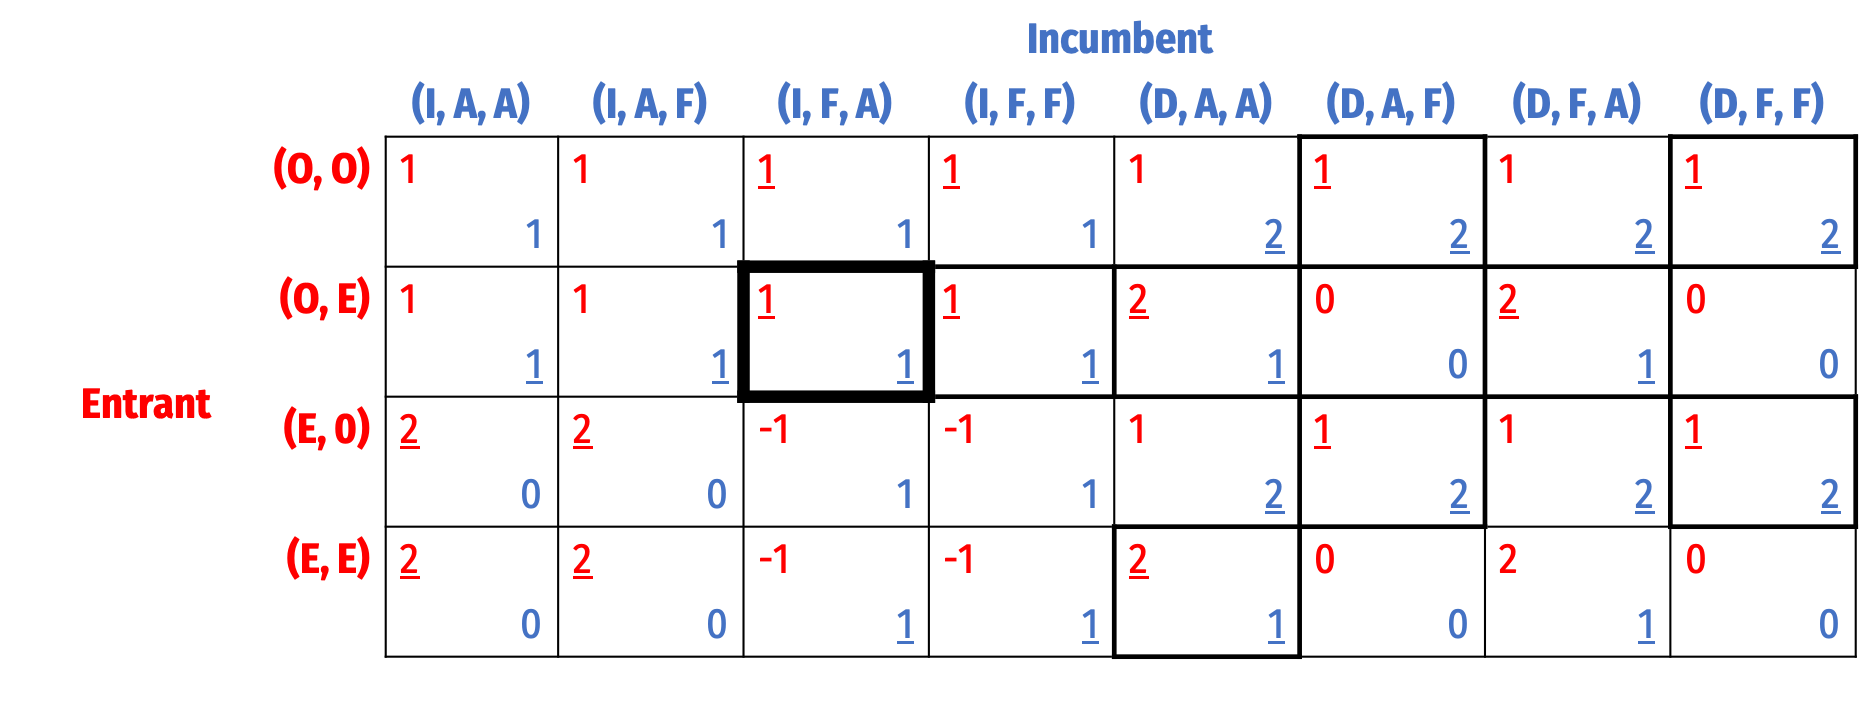 Incumbent
(I, A, A) (I, A, F) (I, F, A) (I, F, F) (D, A, A) (D, A, F) (D, F, A) (D, F, F)
(O, O) 1 1 1 1 1 1 1 1
1 1 1 1 2 2 2 2
(O, E) 1 1 1 1 2 0 2 0
1 1 1 1 1 0 1 0
Entrant
(E, O) 2 2 -1 -1 1 1 1 1
0 0 1 1 2 2 2 2
(E, E) 2 2 -1 -1 2 0 2 0
0 0 1 1 1 0 1 0